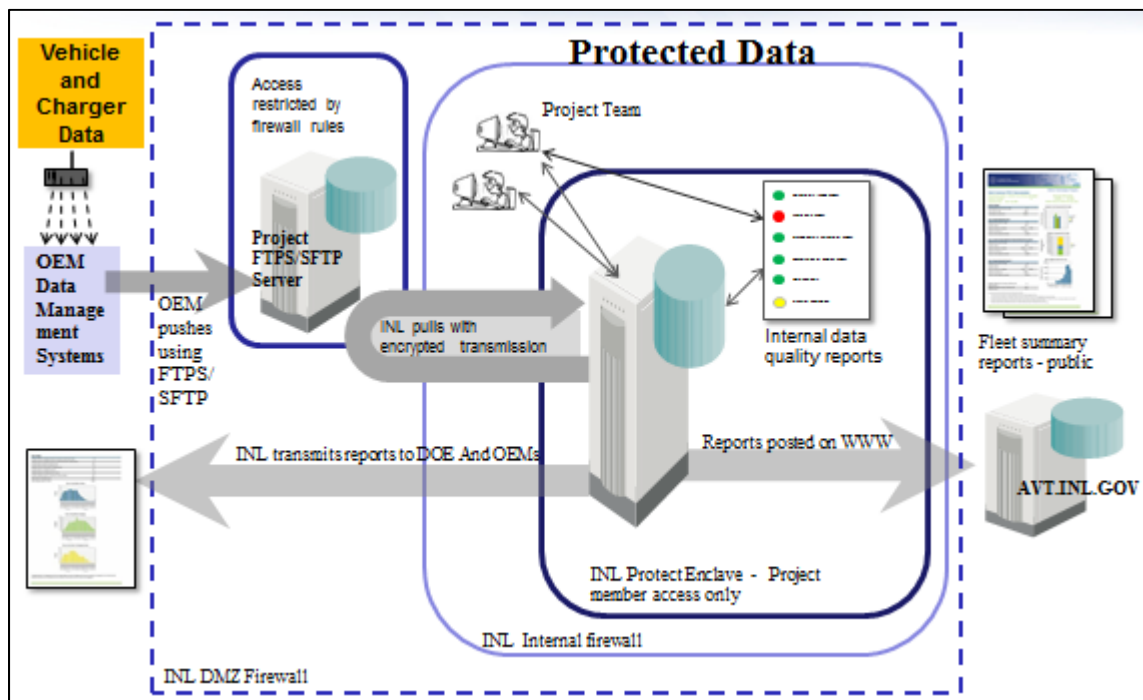 Protected Data
Vehicle
and
Charger
Data
Access
restricted by
firewall rules
Project Team
Project
FTPS/SFTP
Server
OEM
Data
Manage
ment
Systems
OEM
pushes
using
FTPS/
SFTP
INL pulls with
encrypted transmission
Internal data
quality reports
Fleet summary
reports - public
INL transmits reports to DOE And OEMs
Reports posted on WWW
AVT.INL.GOV
INL Protect Enclave - Project
member access only
INL Internal firewall
INL DMZ Firewall